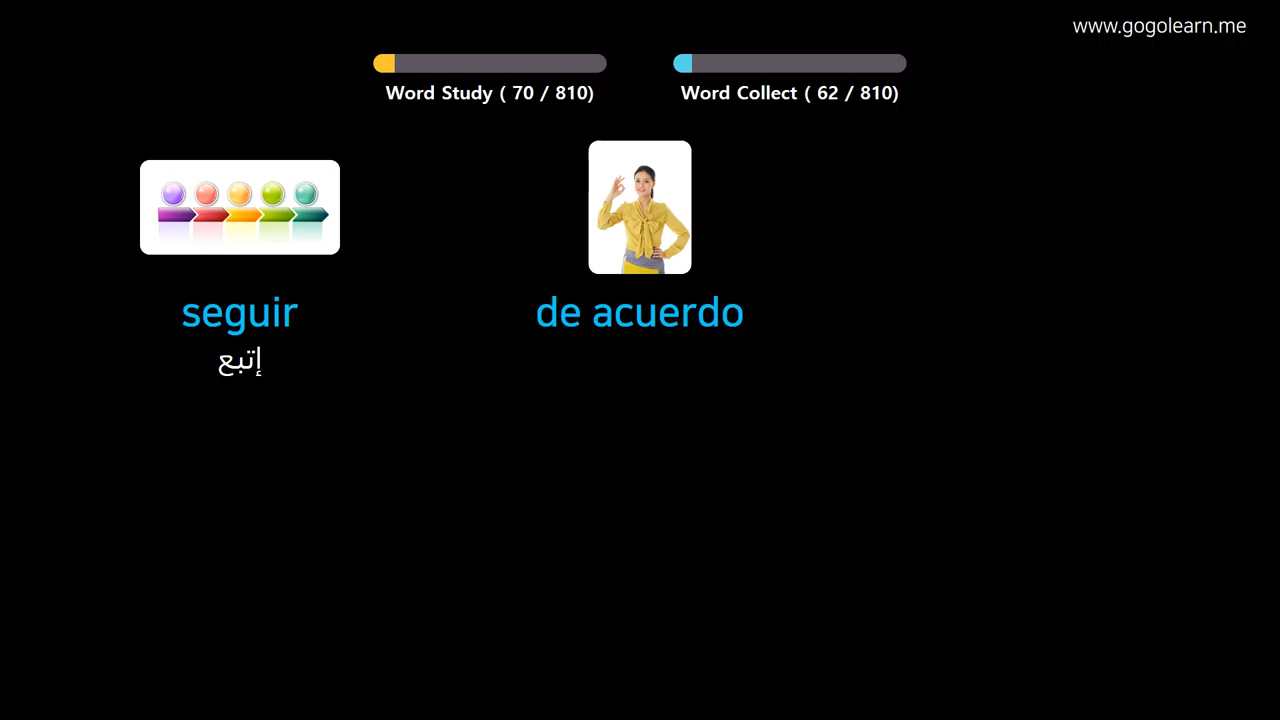 www.gogolearn.me
Word Study ( 70 / 810)
Word Collect ( 62 / 810)
seguir
إتبع
de acuerdo